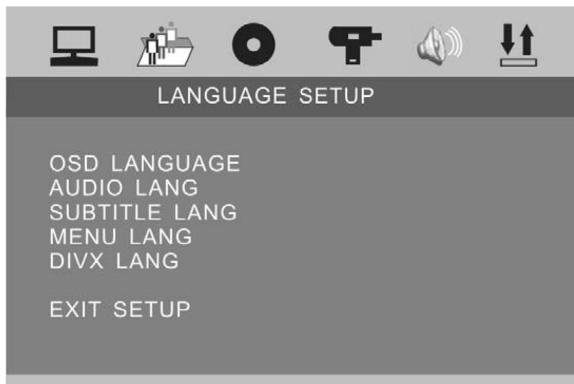 LANGUAGE SETUP
OSD LANGUAGE
AUDIO LANG
SUBTITLE LANG
MENU LANG
DIVX LANG
EXIT SETUP